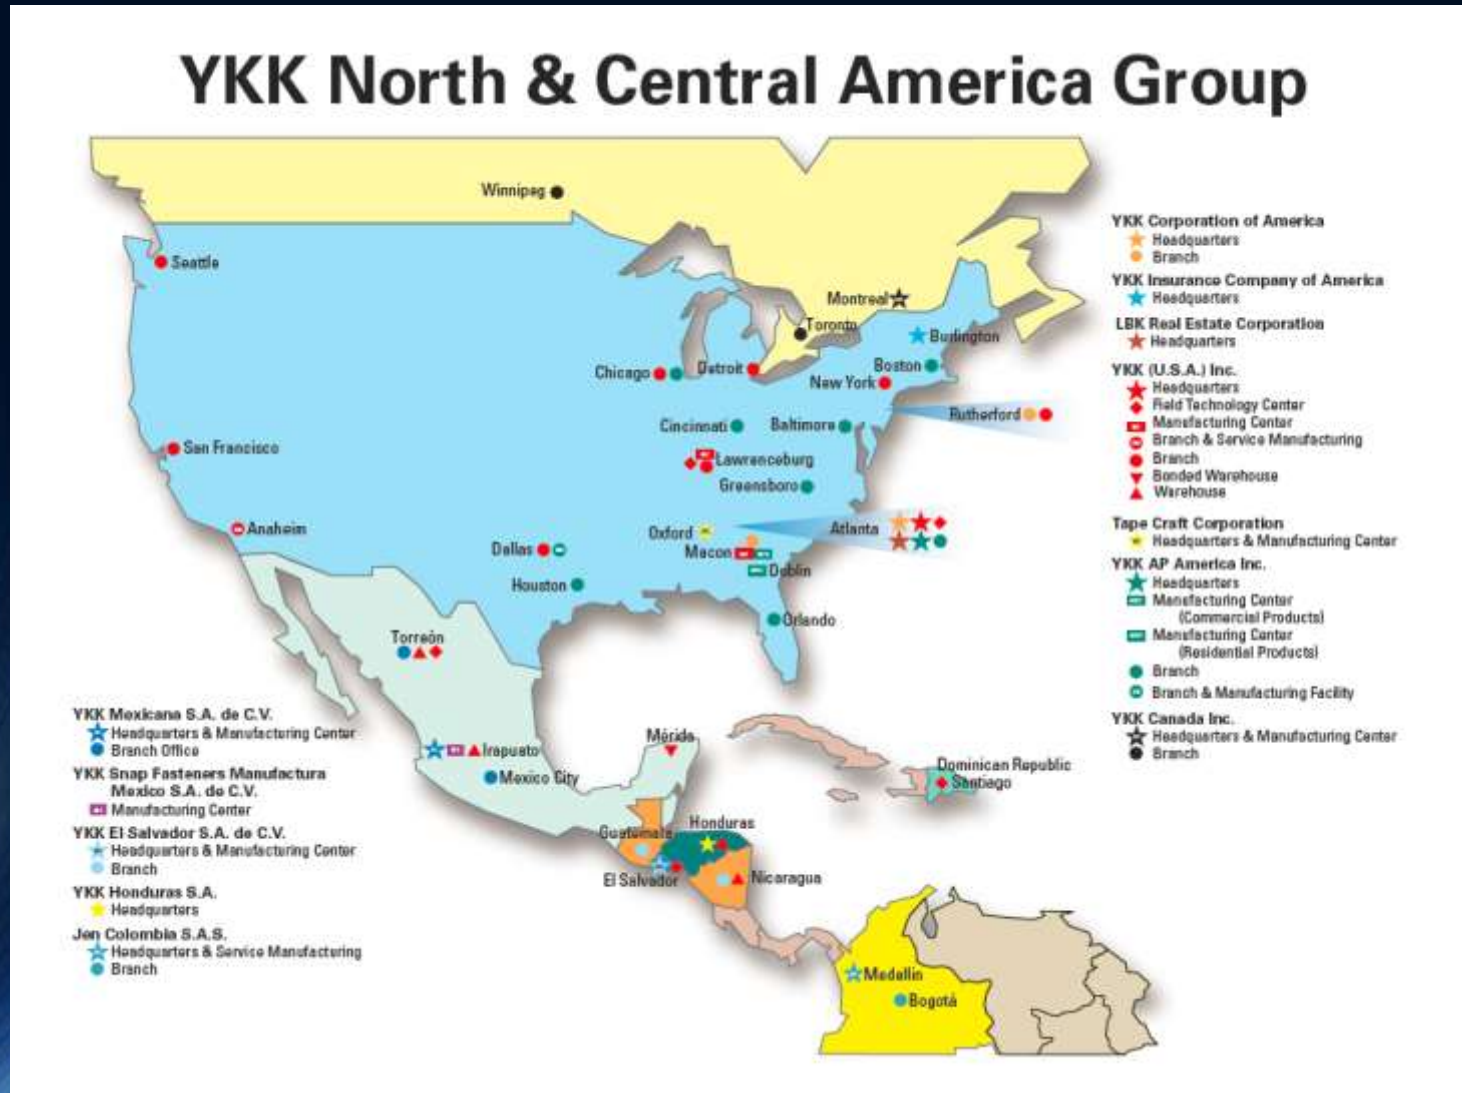 YKK North & Central America Group
Winnipeg
Seattle
Montreal
Toronto
Burlington
Boston
Chicago
Detroit
New York
Rutherford
Cincinnati
Baltimore
San Francisco
Lawrenceburg
Greensboro
Anaheim
Oxford
Atlanta
Dallas
Macon
Houston
Dublin
Orlando
Torreón
Irapuato
Mérida
Mexico City
Dominican Republic
Santiago
Guatemala
Honduras
El Salvador
Nicaragua
Medellin
Bogotá
YKK Corporation of America
Headquarters
Branch
YKK Insurance Company of America
Headquarters
LBK Real Estate Corporation
Headquarters
YKK (U.S.A.) Inc.
Headquarters
Field Technology Center
Manufacturing Center
Branch & Service Manufacturing
Branch
Bonded Warehouse
Warehouse
Tape Craft Corporation
Headquarters & Manufacturing Center
YKK AP America Inc.
Headquarters
Manufacturing Center
(Commercial Products)
Manufacturing Center
(Residential Products)
Branch
Branch & Manufacturing Facility
YKK Canada Inc.
Headquarters & Manufacturing Center
Branch
YKK Mexicana S.A. de C.V.
Headquarters & Manufacturing Center
Branch Office
YKK Snap Fasteners Manufactura
Mexico S.A. de C.V.
Manufacturing Center
YKK El Salvador S.A. de C.V.
Headquarters & Manufacturing Center
Branch
YKK Honduras S.A.
Headquarters
Jen Colombia S.A.S.
Headquarters & Service Manufacturing
Branch